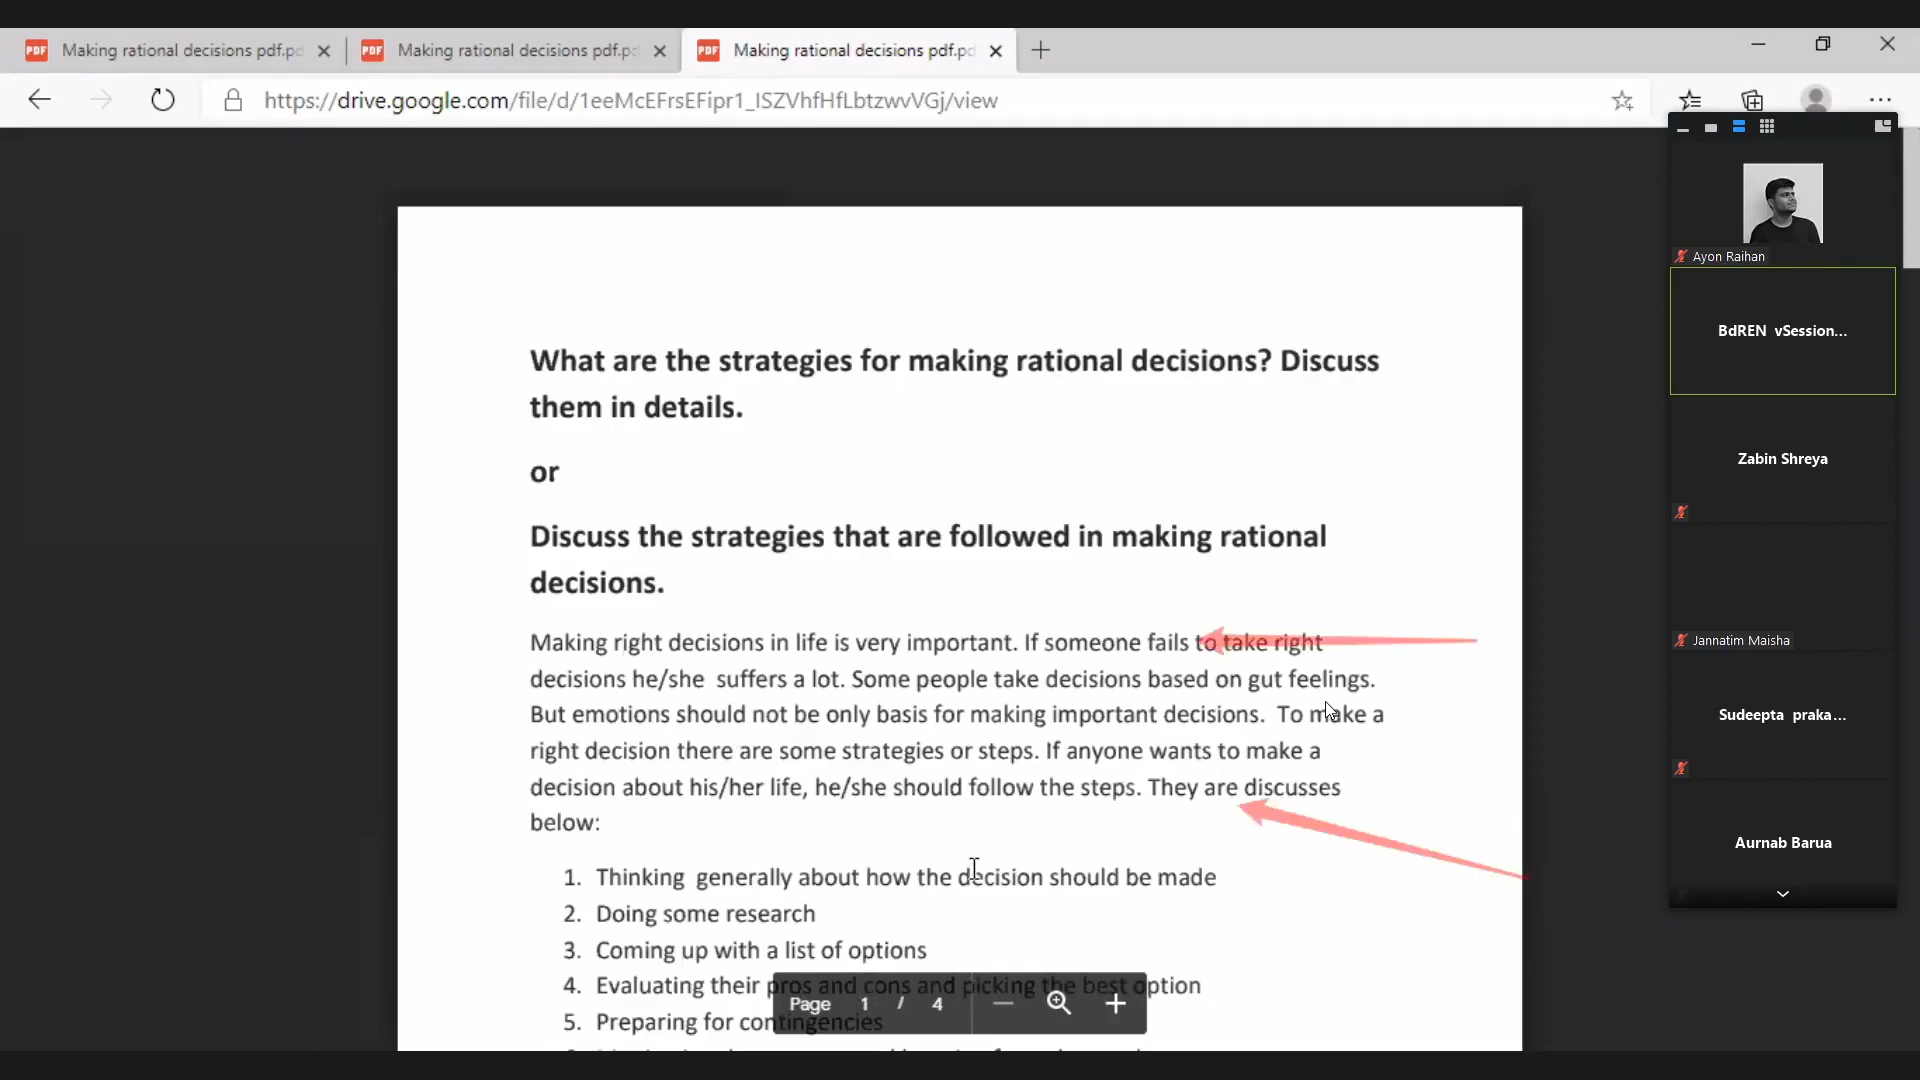 Making rational decisions pdf.pd
Making rational decisions pdf.pd
Making rational decisions pdf.pd
https://drive.google.com/file/d/1eeMcEFrsEFipr1_ISZVhfHfLbtzwvVGj/view
What are the strategies for making rational decisions? Discuss
them in details.
or
Discuss the strategies that are followed in making rational
decisions.
Making right decisions in life is very important. If someone fails to take right
decisions he/she suffers a lot. Some people take decisions based on gut feelings.
But emotions should not be only basis for making important decisions. To make a
right decision there are some strategies or steps. If anyone wants to make a
decision about his/her life, he/she should follow the steps. They are discusses
below:
1. Thinking generally about how the decision should be made
2. Doing some research
3. Coming up with a list of options
4. Evaluating their pros and cons and picking the best option
5. Preparing for contingencies
Page 1 / 4
Ayon Raihan
BdREN vSession...
Zabin Shreya
Jannatim Maisha
Sudeepta praka...
Aurnab Barua